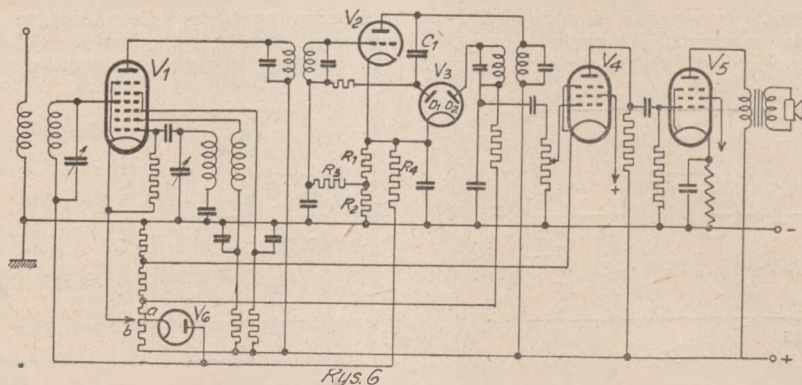 V1
V2
C1
V3
D1 D2
V4
V5
R1
R3
R4
R2
+
-
a
b
V6
+
Rys. 6